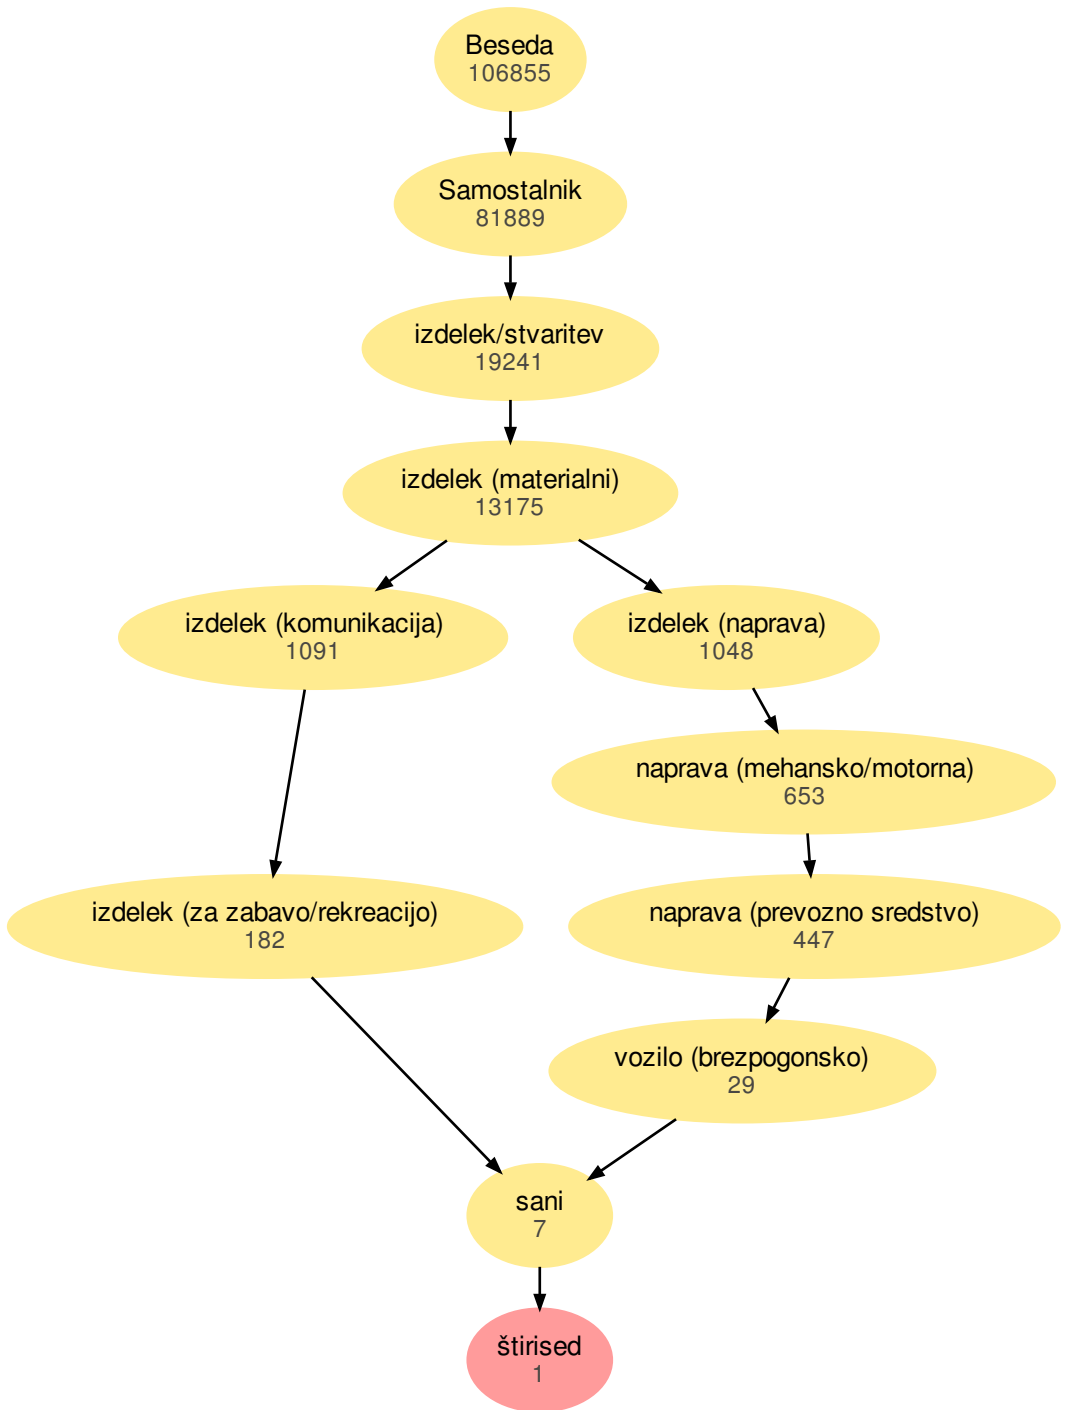 Beseda
106855
Samostalnik
81889
izdelek/stvaritev
19241
izdelek (materialni)
13175
izdelek (komunikacija)
1091
izdelek (naprava)
1048
naprava (mehansko/motorna)
653
izdelek (za zabavo/rekreacijo)
182
naprava (prevozno sredstvo)
447
vozilo (brezpogonsko)
29
sani
7
štirised
1